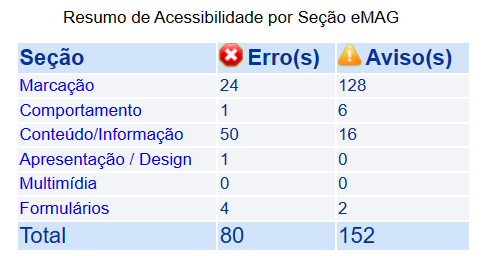 Resumo de Acessibilidade por Seção eMAG
Seção Erro(s) Aviso(s)
Marcação 24 128
Comportamento 1 6
Conteúdo/Informação 50 16
Apresentação / Design 1 0
Multimídia 0 0
Formulários 4 2
Total 80 152